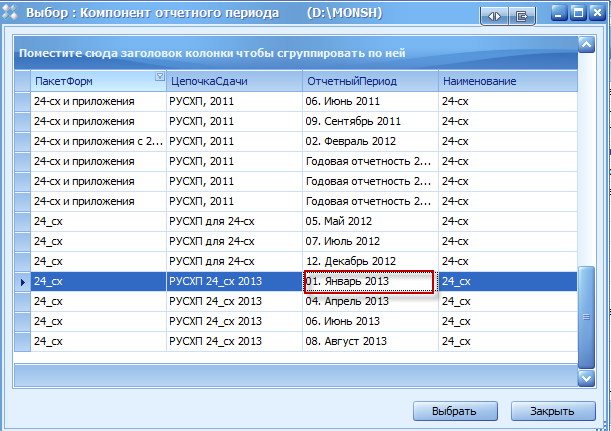 Выбор : Компонент отчетного периода (D:\MONSH)
Поместите сюда заголовок колонки чтобы сгруппировать по ней
ПакетФорм ЦепочкаСдачи ОтчетныйПериод Наименование
24-сх и приложения РУСХП, 2011 06. Июнь 2011 24-сх
24-сх и приложения РУСХП, 2011 09. Сентябрь 2011 24-сх
24-сх и приложения с 2... РУСХП, 2011 02. Февраль 2012 24-сх
24-сх и приложения РУСХП, 2011 Годовая отчетность 2... 24-сх
24-сх и приложения РУСХП, 2011 Годовая отчетность 2... 24-сх
24-сх и приложения РУСХП, 2011 Годовая отчетность 2... 24-сх
24_сх РУСХП для 24-сх 05. Май 2012 24-сх
24_сх РУСХП для 24-сх 07. Июль 2012 24-сх
24_сх РУСХП для 24-сх 12. Декабрь 2012 24-сх
24_сх РУСХП 24_сх 2013 01. Январь 2013 24_сх
24_сх РУСХП 24_сх 2013 04. Апрель 2013 24_сх
24_сх РУСХП 24_сх 2013 06. Июнь 2013 24_сх
24_сх РУСХП 24_сх 2013 08. Август 2013 24_сх
Выбрать Закрыть